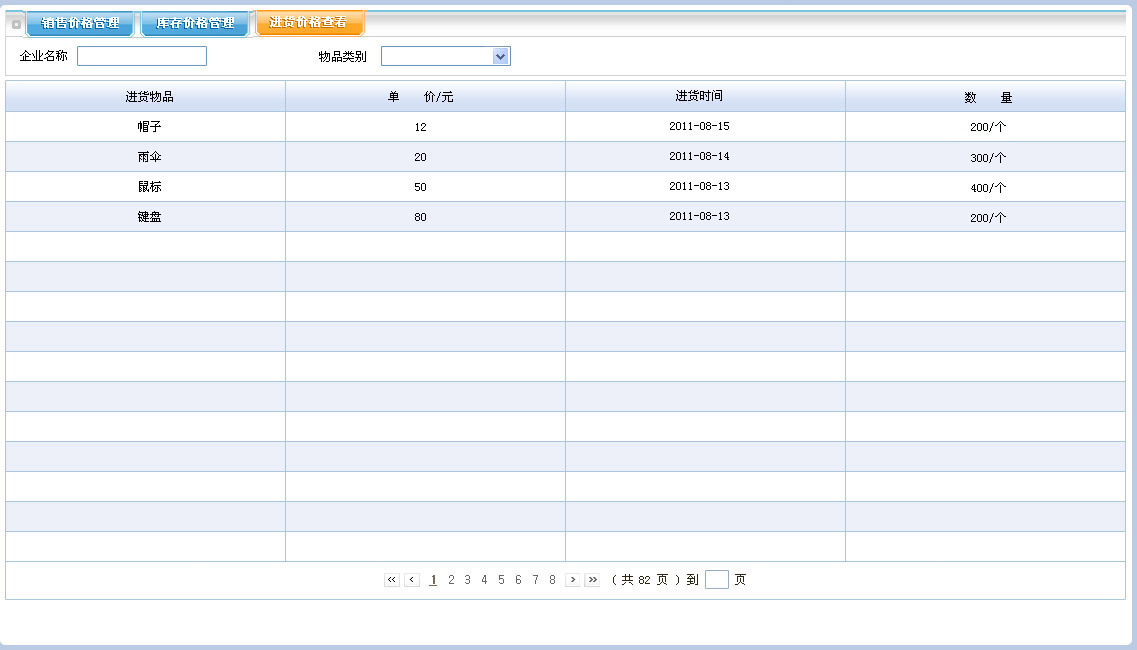 销售价格管理 库存价格管理 进货价格查看
企业名称 物品类别
进货物品 单 价/元 进货时间 数 量
帽子 12 2011-08-15 200/个
雨伞 20 2011-08-14 300/个
鼠标 50 2011-08-13 400/个
键盘 80 2011-08-13 200/个
« ‹ 1 2 3 4 5 6 7 8 › » ( 共 82 页 ) 到 页